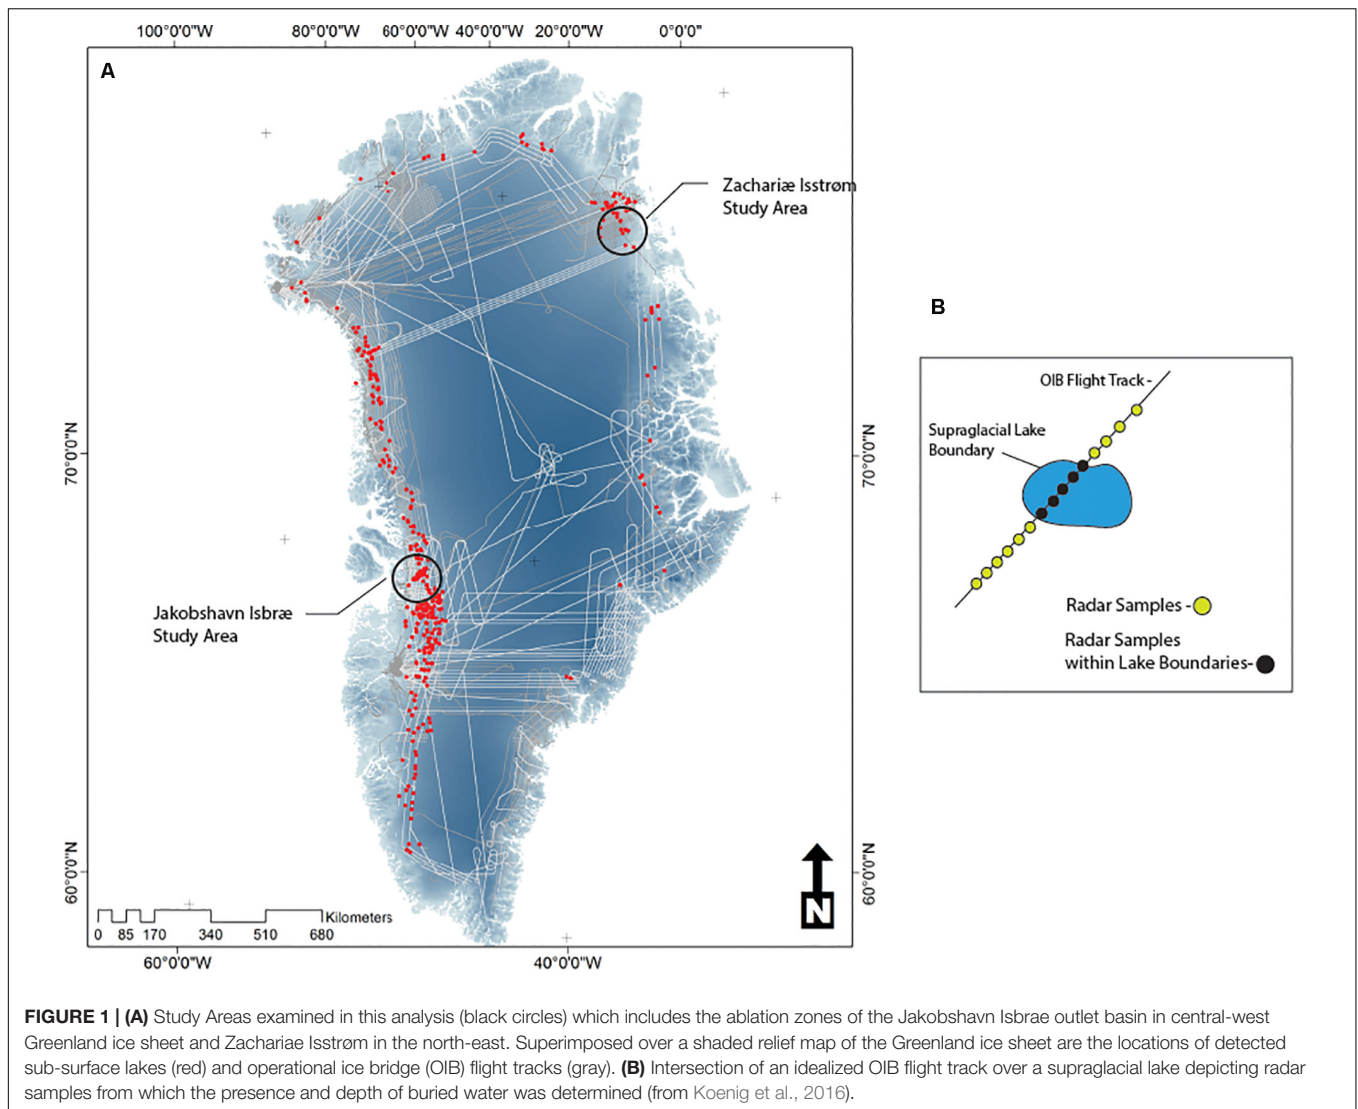 100°0'0"W 80°0'0"W 60°0'0"W 40°0'0"W 20°0'0"W 0°0'0"
A
Zachariæ Isstrøm
Study Area
B
OIB Flight Track-
Supraglacial Lake
Boundary
70°0'0"N
70°0'0"N
Jakobshavn Isbræ
Study Area
Radar Samples -
Radar Samples
within Lake Boundaries-
60°0'0"N
60°0'0"N
N
Kilometers
0 85 170 340 510 680
60°0'0"W 40°0'0"W
FIGURE 1 | (A) Study Areas examined in this analysis (black circles) which includes the ablation zones of the Jakobshavn Isbrae outlet basin in central-west
Greenland ice sheet and Zachariae Isstrøm in the north-east. Superimposed over a shaded relief map of the Greenland ice sheet are the locations of detected
sub-surface lakes (red) and operational ice bridge (OIB) flight tracks (gray). (B) Intersection of an idealized OIB flight track over a supraglacial lake depicting radar
samples from which the presence and depth of buried water was determined (from Koenig et al., 2016).